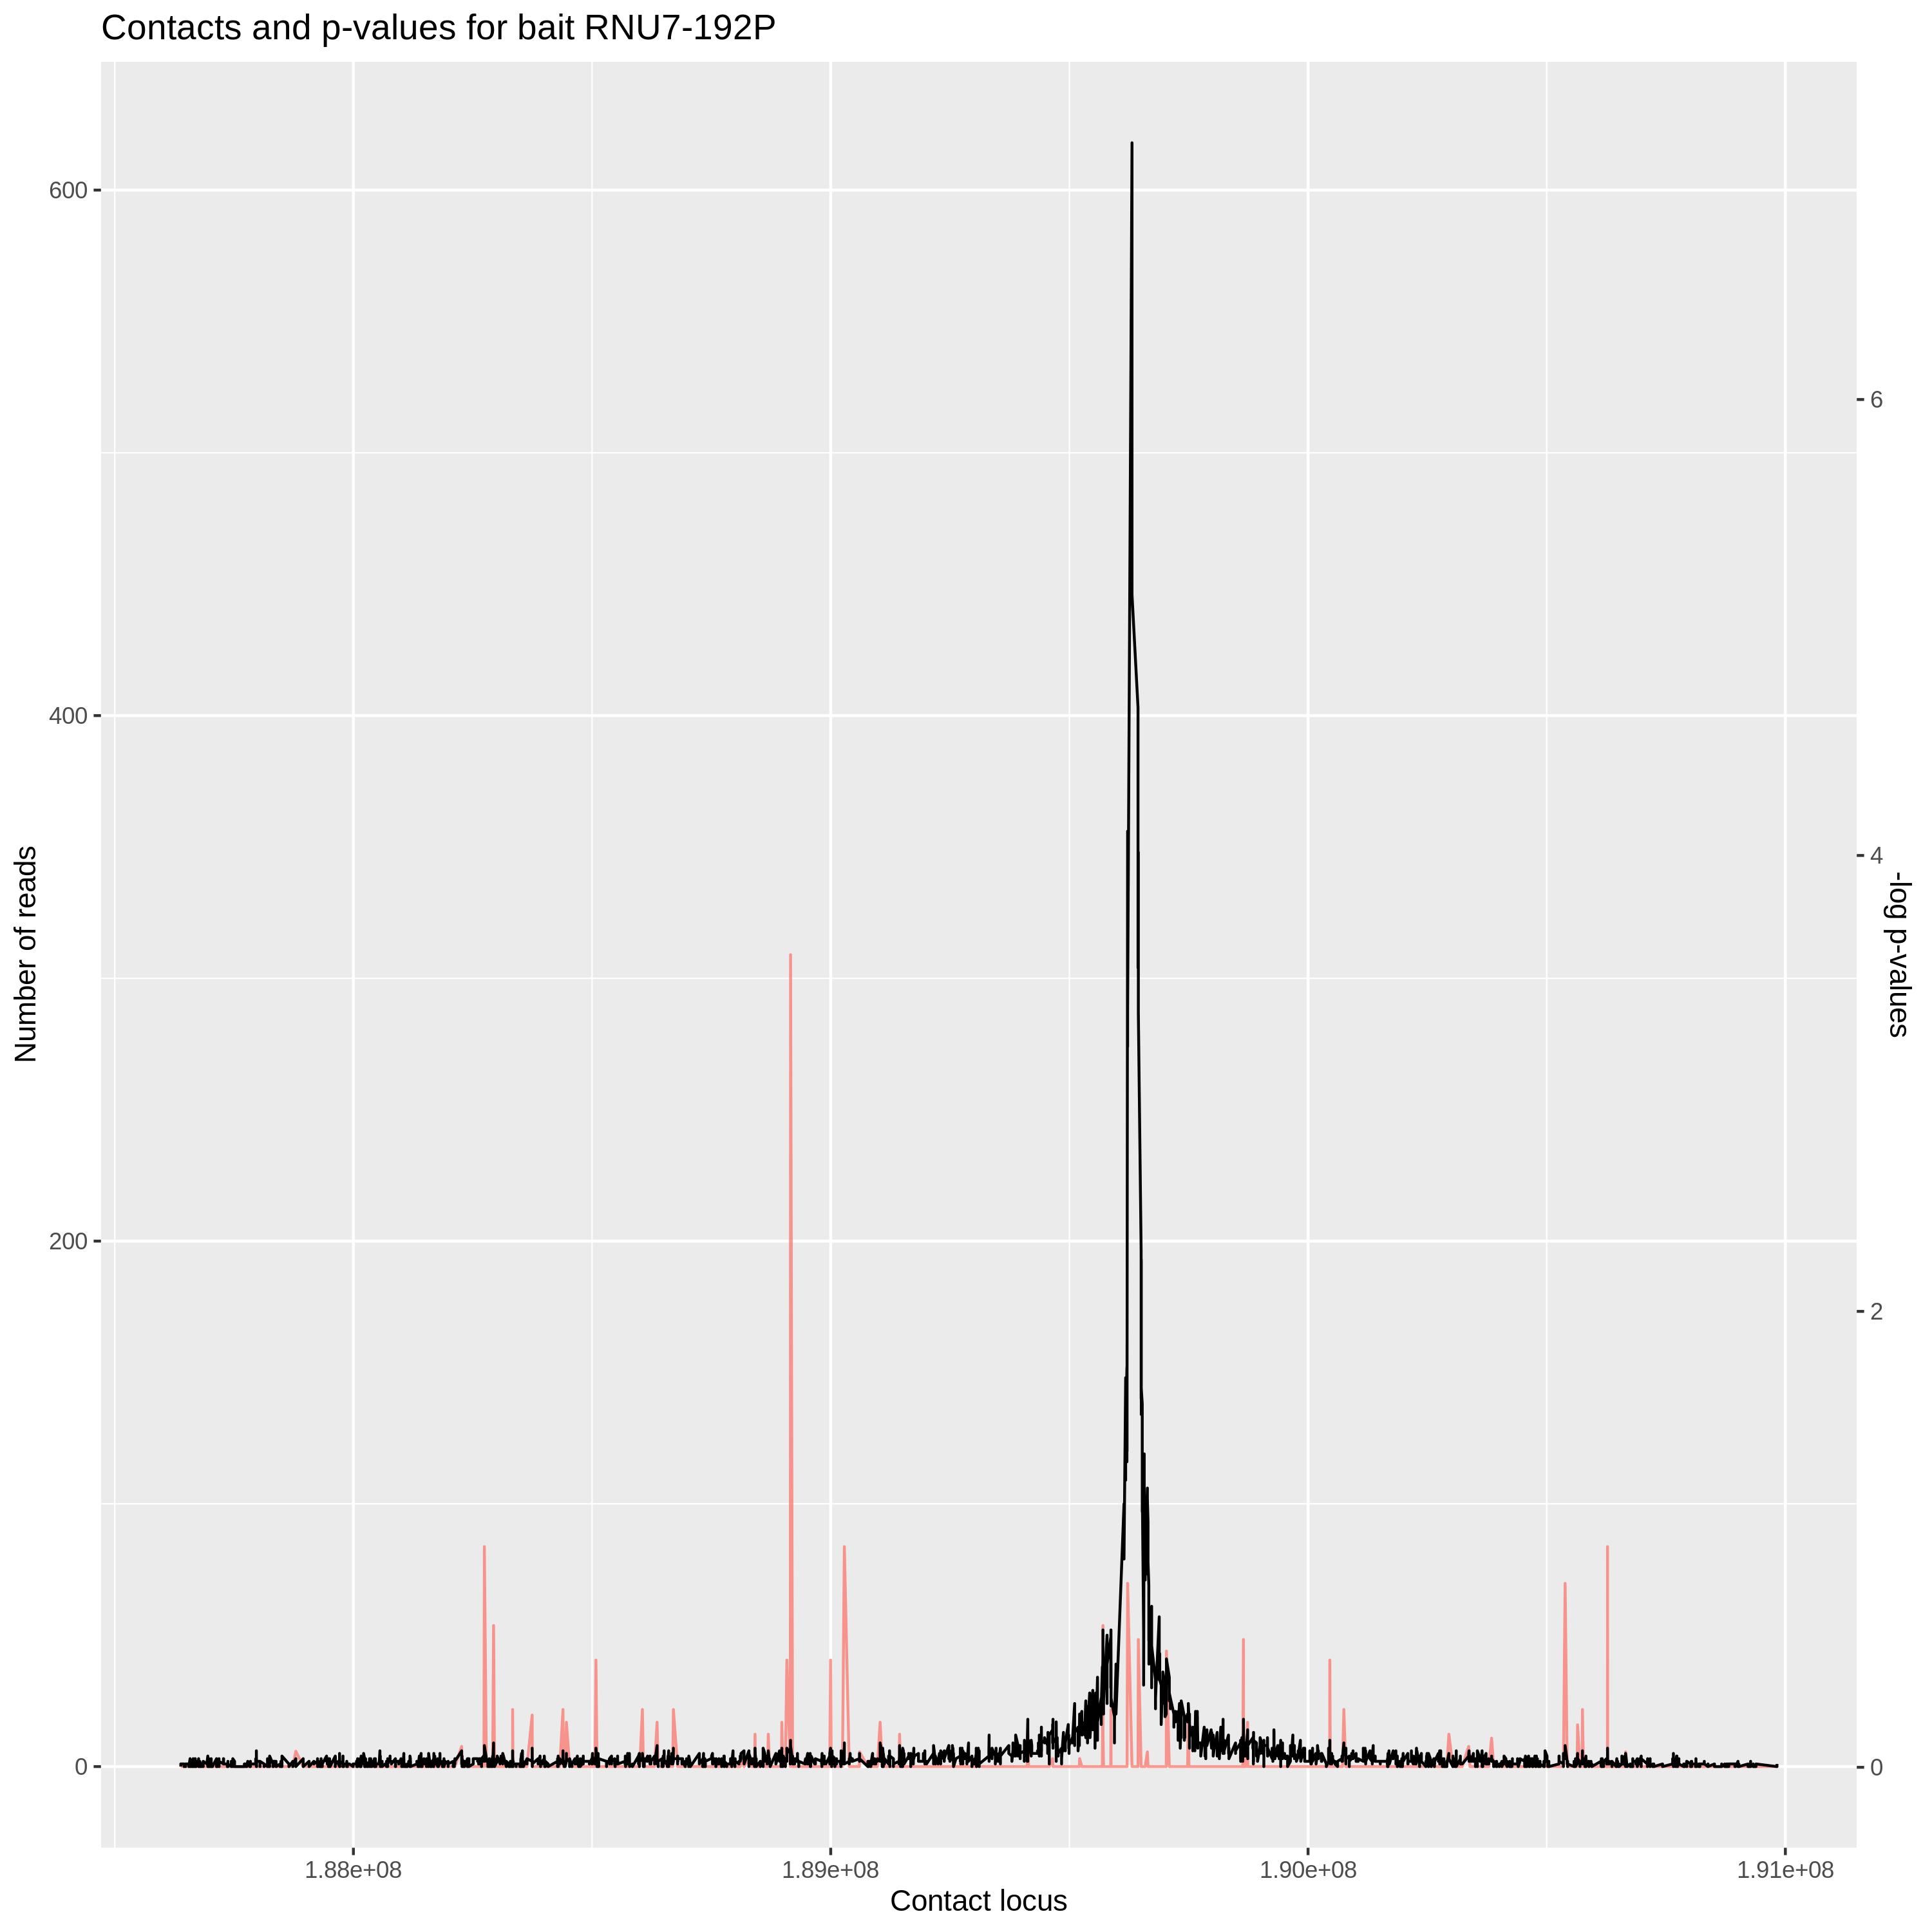 Contacts and p-values for bait RNU7-192P
600
400
200
0
Number of reads
6
4
2
0
-log p-values
1.88e+08
1.89e+08
1.90e+08
1.91e+08
Contact locus